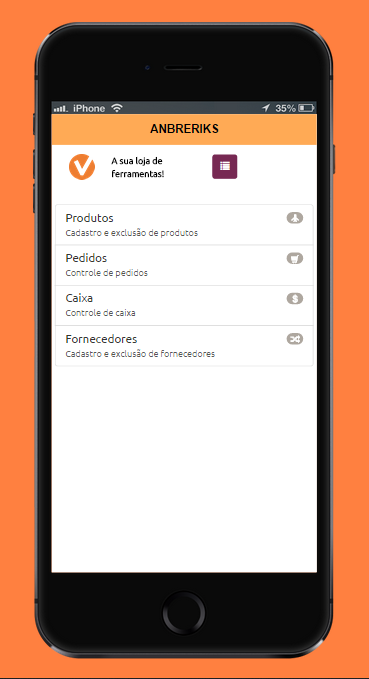 iPhone 35%
ANBRERIKS
A sua loja de
ferramentas!
Produtos
Cadastro e exclusão de produtos
Pedidos
Controle de pedidos
Caixa
Controle de caixa
Fornecedores
Cadastro e exclusão de fornecedores